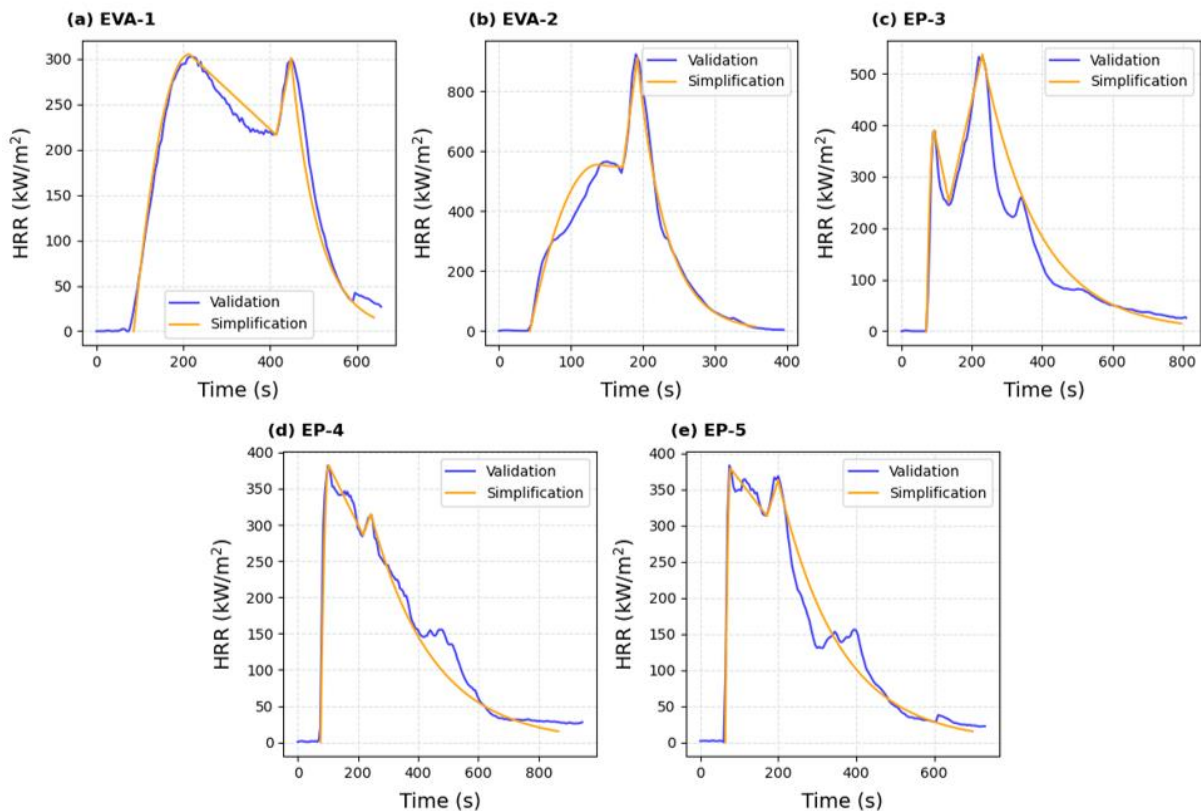 (a) EVA-1
HRR (kW/m²)
300
250
200
150
100
50
0
Validation
Simplification
0 200 400 600
Time (s)
(b) EVA-2
HRR (kW/m²)
800
600
400
200
0
Validation
Simplification
0 100 200 300 400
Time (s)
(c) EP-3
HRR (kW/m²)
500
400
300
200
100
0
Validation
Simplification
0 200 400 600 800
Time (s)
(d) EP-4
HRR (kW/m²)
400
350
300
250
200
150
100
50
0
Validation
Simplification
0 200 400 600 800
Time (s)
(e) EP-5
HRR (kW/m²)
400
350
300
250
200
150
100
50
0
Validation
Simplification
0 200 400 600
Time (s)